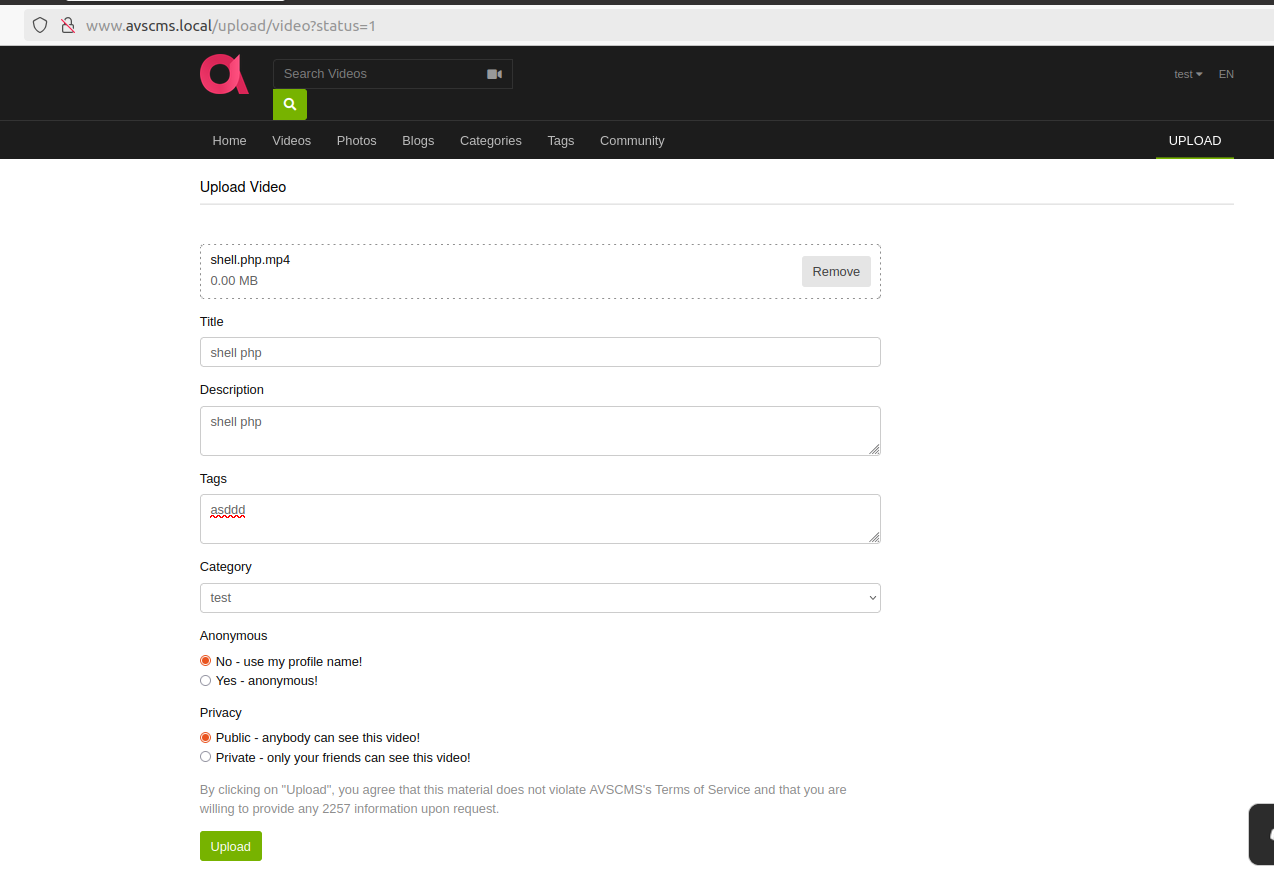 www.avscms.local/upload/video?status=1
Search Videos
test EN
Home Videos Photos Blogs Categories Tags Community UPLOAD
Upload Video
shell.php.mp4
0.00 MB
Remove
Title
shell php
Description
shell php
Tags
asddd
Category
test
Anonymous
No - use my profile name!
Yes - anonymous!
Privacy
Public - anybody can see this video!
Private - only your friends can see this video!
By clicking on "Upload", you agree that this material does not violate AVSCMS's Terms of Service and that you are
willing to provide any 2257 information upon request.
Upload